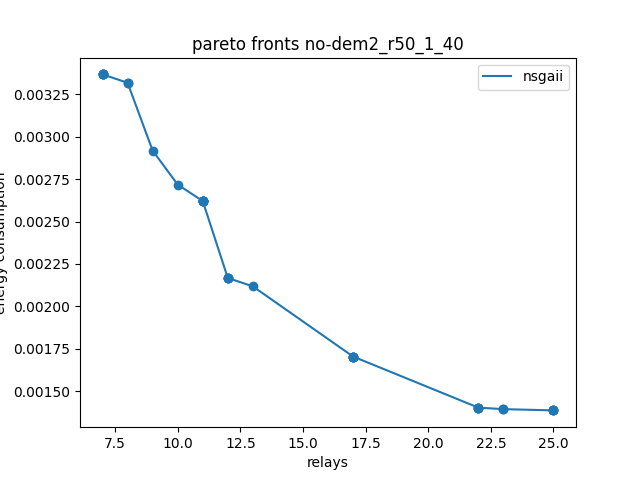 pareto fronts no-dem2_r50_1_40
nsgaii
0.00325
0.00300
0.00275
0.00250
0.00225
0.00200
0.00175
0.00150
energy consumption
7.5 10.0 12.5 15.0 17.5 20.0 22.5 25.0
relays